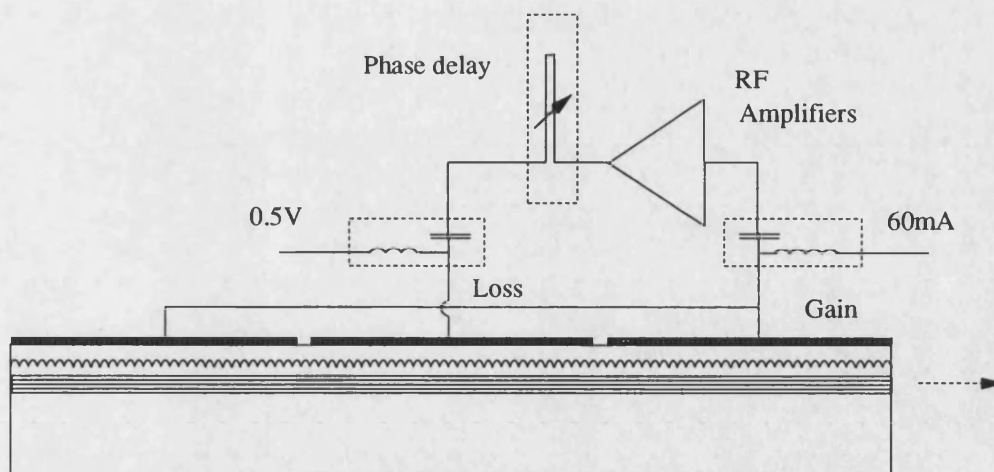 Phase delay
RF
Amplifiers
0.5V
60mA
Loss
Gain